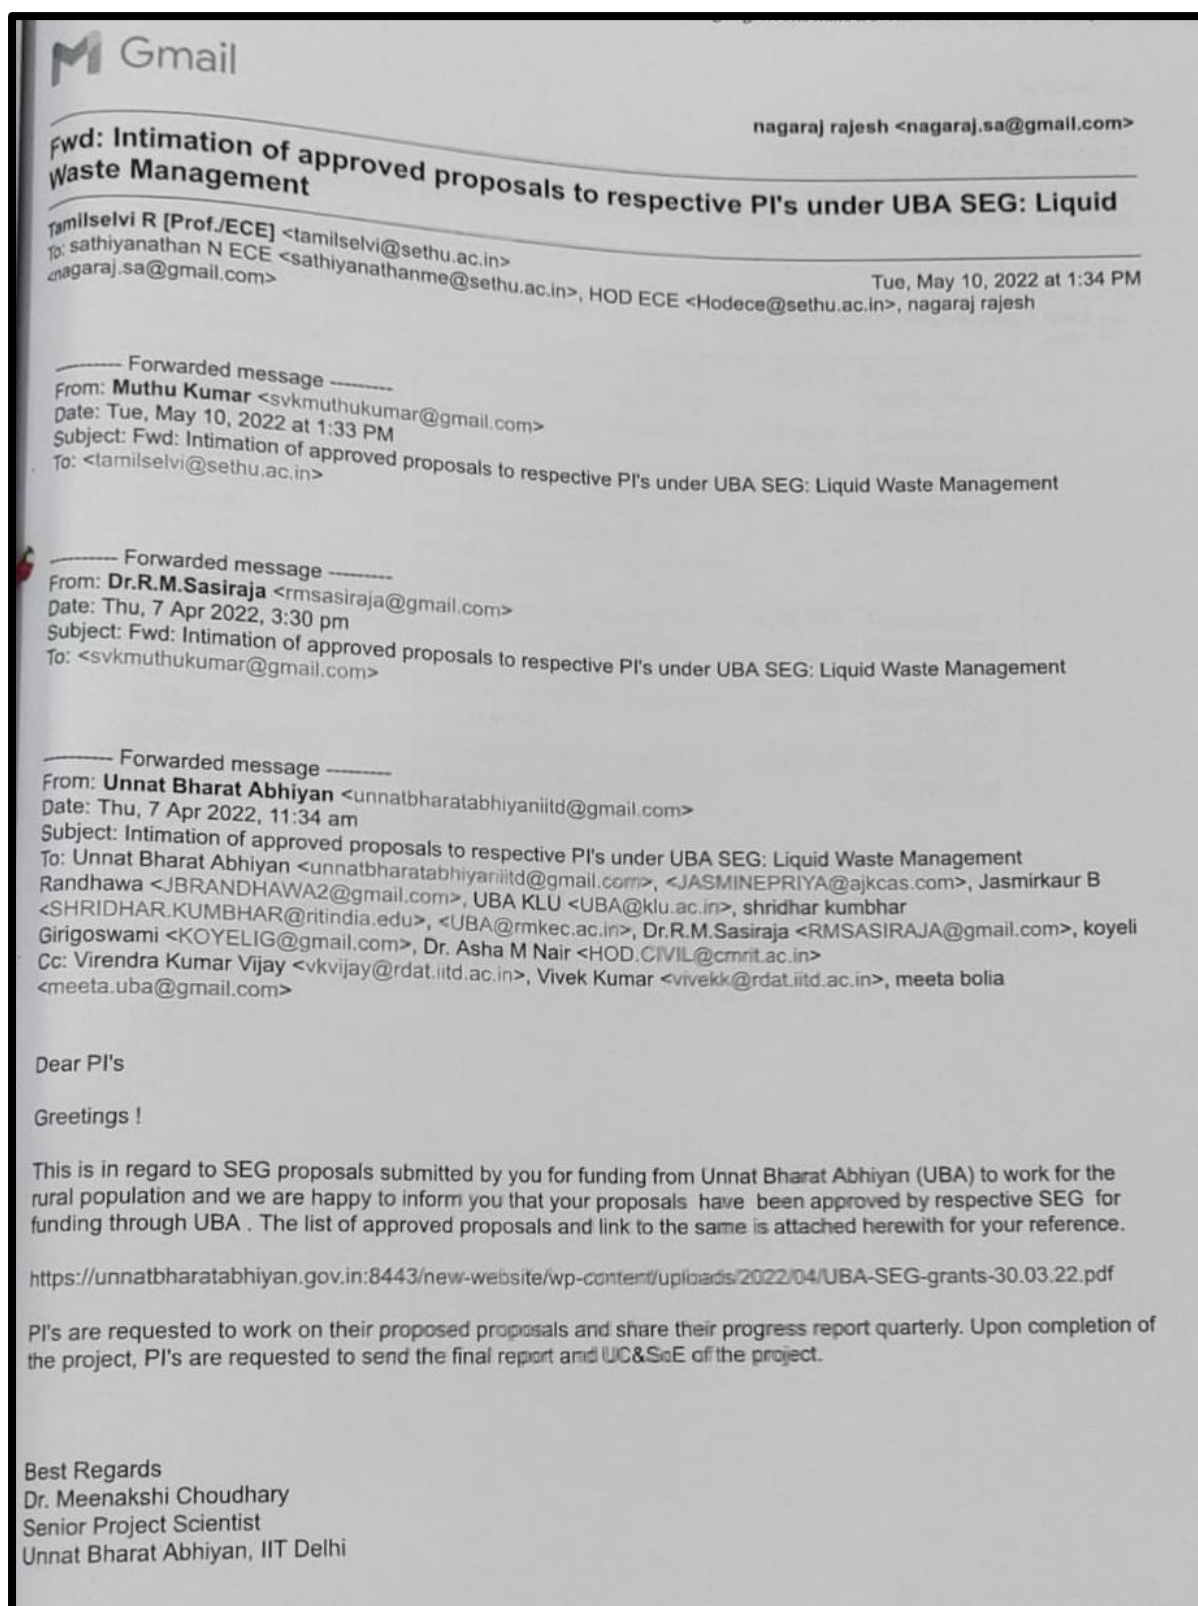 Gmail
nagaraj rajesh <nagaraj.sa@gmail.com>
Fwd: Intimation of approved proposals to respective PI's under UBA SEG: Liquid
Waste Management
Tamilselvi R [Prof./ECE] <tamilselvi@sethu.ac.in>
Tue, May 10, 2022 at 1:34 PM
To: sathiyanathan N ECE <sathiyanathanme@sethu.ac.in>, HOD ECE <Hodece@sethu.ac.in>, nagaraj rajesh
<nagaraj.sa@gmail.com>
---------- Forwarded message ---------
From: Muthu Kumar <svkmuthukumar@gmail.com>
Date: Tue, May 10, 2022 at 1:33 PM
Subject: Fwd: Intimation of approved proposals to respective PI's under UBA SEG: Liquid Waste Management
To: <tamilselvi@sethu.ac.in>
---------- Forwarded message ---------
From: Dr.R.M.Sasiraja <rmsasiraja@gmail.com>
Date: Thu, 7 Apr 2022, 3:30 pm
Subject: Fwd: Intimation of approved proposals to respective PI's under UBA SEG: Liquid Waste Management
To: <svkmuthukumar@gmail.com>
---------- Forwarded message ---------
From: Unnat Bharat Abhiyan <unnatbharatabhiyaniitd@gmail.com>
Date: Thu, 7 Apr 2022, 11:34 am
Subject: Intimation of approved proposals to respective PI's under UBA SEG: Liquid Waste Management
To: Unnat Bharat Abhiyan <unnatbharatabhiyaniitd@gmail.com>, <JASMINEPRIYA@ajkcas.com>, Jasmirkaur B
Randhawa <JBRANDHAWA2@gmail.com>, UBA KLU <UBA@klu.ac.in>, shridhar kumbhar
<SHRIDHAR.KUMBHAR@ritindia.edu>, <UBA@rmkec.ac.in>, Dr.R.M.Sasiraja <RMSASIRAJA@gmail.com>, koyeli
Girigoswami <KOYELIG@gmail.com>, Dr. Asha M Nair <HOD.CIVIL@cmrit.ac.in>
Cc: Virendra Kumar Vijay <vkvijay@rdat.iitd.ac.in>, Vivek Kumar <vivekk@rdat.iitd.ac.in>, meeta bolia
<meeta.uba@gmail.com>
Dear PI's
Greetings !
This is in regard to SEG proposals submitted by you for funding from Unnat Bharat Abhiyan (UBA) to work for the
rural population and we are happy to inform you that your proposals have been approved by respective SEG for
funding through UBA . The list of approved proposals and link to the same is attached herewith for your reference.
https://unnatbharatabhiyan.gov.in:8443/new-website/wp-content/uploads/2022/04/UBA-SEG-grants-30.03.22.pdf
PI's are requested to work on their proposed proposals and share their progress report quarterly. Upon completion of
the project, PI's are requested to send the final report and UC&SoE of the project.
Best Regards
Dr. Meenakshi Choudhary
Senior Project Scientist
Unnat Bharat Abhiyan, IIT Delhi